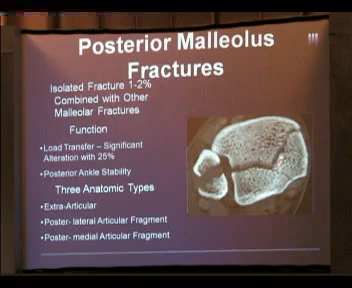 Posterior Malleolus
Fractures
Isolated Fracture 1-2%
Combined with Other
Malleolar Fractures
Function
•Load Transfer – Significant
Alteration with 25%
•Posterior Ankle Stability
Three Anatomic Types
•Extra-Articular
•Poster- lateral Articular Fragment
•Poster- medial Articular Fragment